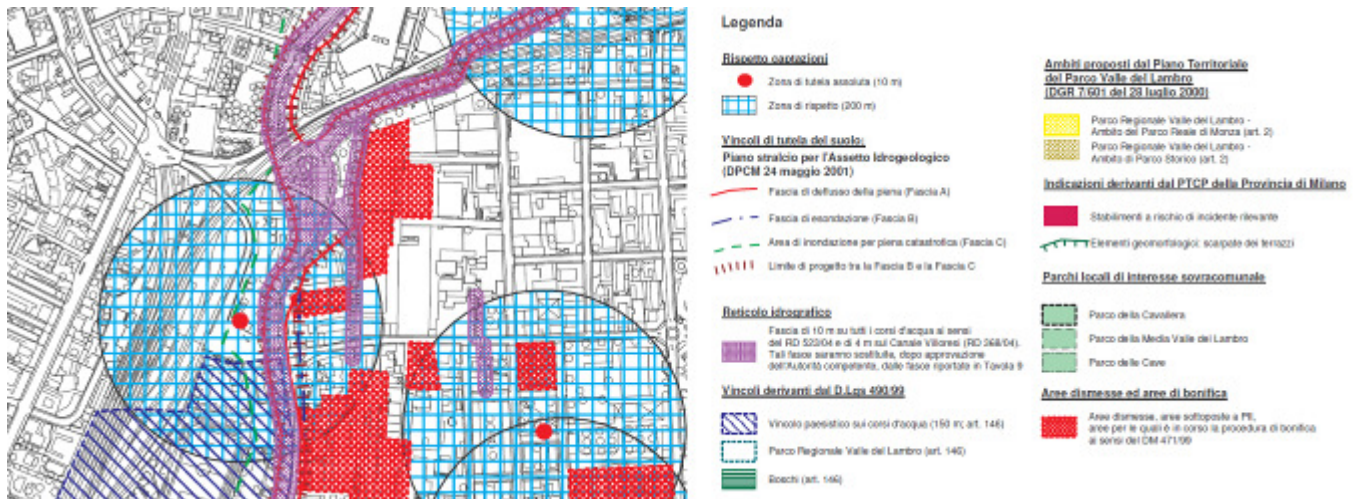 Legenda
Rispetto captazioni
Zona di tutela assoluta (10 m)
Zona di rispetto (200 m)
Vincoli di tutela del suolo:
Piano stralcio per l'Assetto Idrogeologico
(DPCM 24 maggio 2001)
Fascia di deflusso della piena (Fascia A)
Fascia di esondazione (Fascia B)
Area di inondazione per piena catastrofica (Fascia C)
Limite di progetto tra la Fascia B e la Fascia C
Reticolo idrografico
Fascia di 10 m su tutti i corsi d'acqua ai sensi
del RD 523/04 e di 4 m sul Canale Villoresi (RD 368/04).
Tali fasce saranno sostituite, dopo approvazione
dell'Autorità competente, dalle fasce riportate in Tavola 9
Vincoli derivanti dal D.Lgs 490/99
Vincolo paesistico sui corsi d'acqua (150 m; art. 146)
Parco Regionale Valle del Lambro (art. 146)
Boschi (art. 146)
Ambiti proposti dal Piano Territoriale
del Parco Valle del Lambro
(DGR 7/601 del 28 luglio 2000)
Parco Regionale Valle del Lambro -
Ambito del Parco Reale di Monza (art. 2)
Parco Regionale Valle del Lambro -
Ambito di Parco Storico (art. 2)
Indicazioni derivanti dal PTCP della Provincia di Milano
Stabilimenti a rischio di incidente rilevante
Elementi geomorfologici: scarpate dei terrazzi
Parchi locali di interesse sovracomunale
Parco della Cavallera
Parco della Media Valle del Lambro
Parco delle Cave
Aree dismesse ed aree di bonifica
Aree dismesse, aree sottoposte a PII,
aree per le quali è in corso la procedura di bonifica
ai sensi del DM 471/99